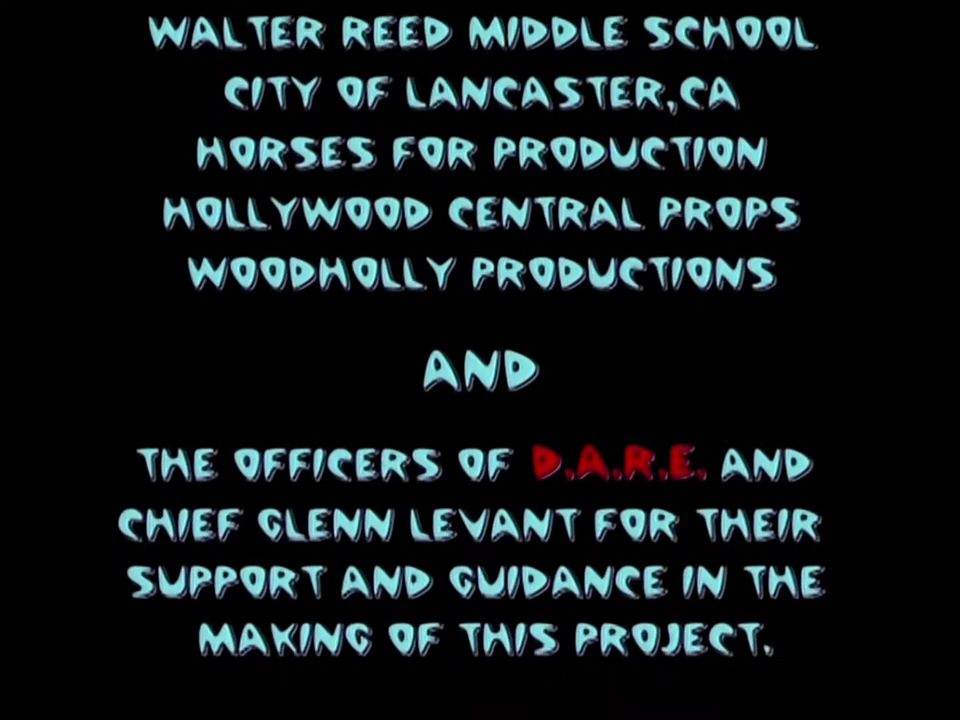 WALTER REED MIDDLE SCHOOL
CITY OF LANCASTER,CA
HORSES FOR PRODUCTION
HOLLYWOOD CENTRAL PROPS
WOODHOLLY PRODUCTIONS
AND
THE OFFICERS OF D.A.R.E. AND
CHIEF GLENN LEVANT FOR THEIR
SUPPORT AND GUIDANCE IN THE
MAKING OF THIS PROJECT.